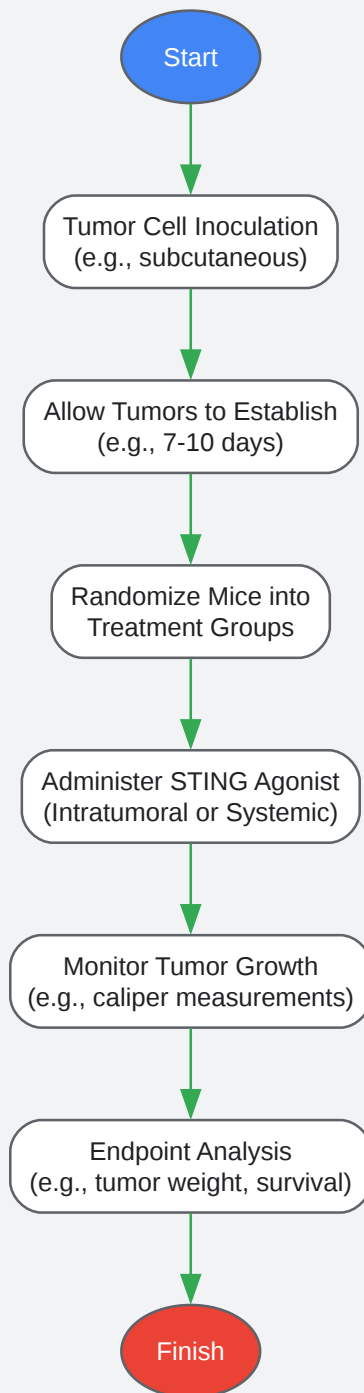 Start
Tumor Cell Inoculation
(e.g., subcutaneous)
Allow Tumors to Establish
(e.g., 7-10 days)
Randomize Mice into
Treatment Groups
Administer STING Agonist
(Intratumoral or Systemic)
Monitor Tumor Growth
(e.g., caliper measurements)
Endpoint Analysis
(e.g., tumor weight, survival)
Finish